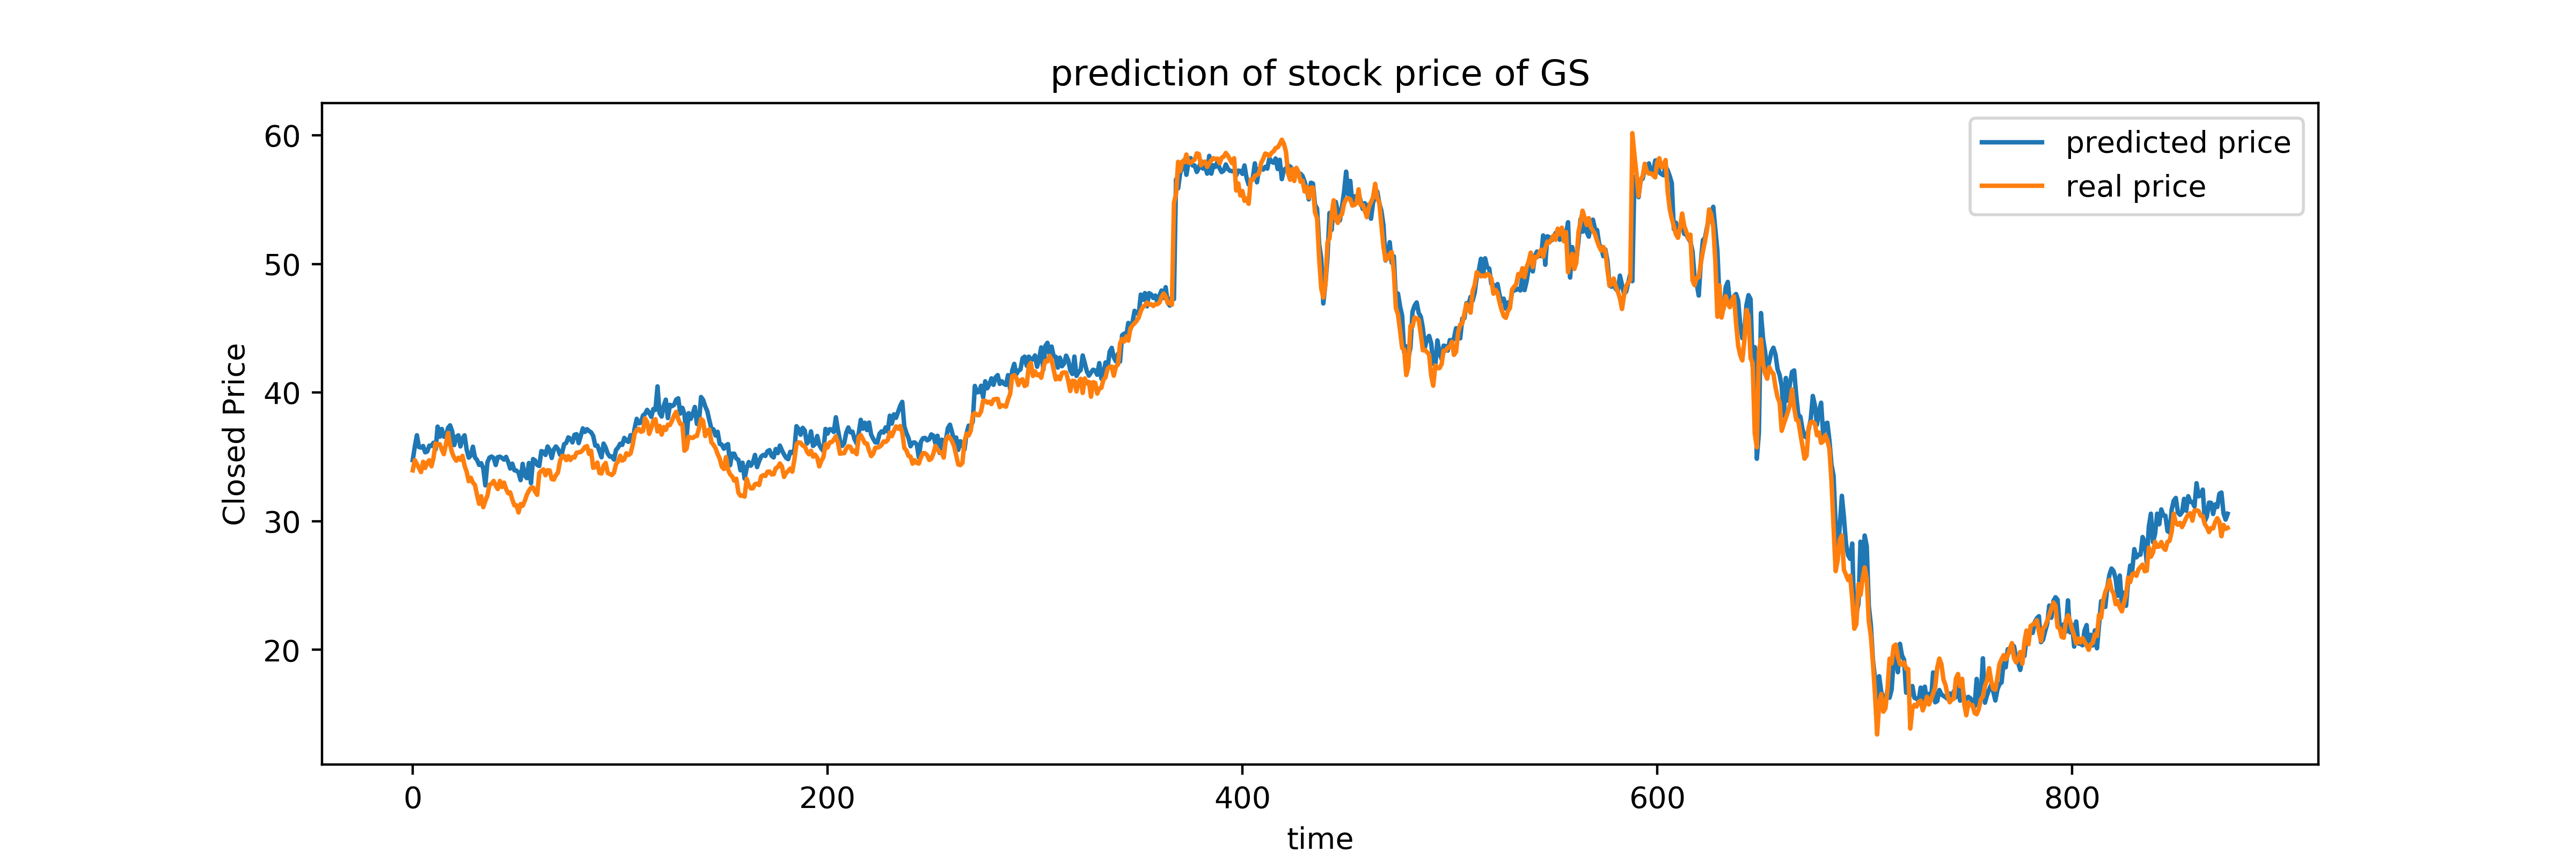 prediction of stock price of GS
predicted price
real price
Closed Price
60
50
40
30
20
0 200 400 600 800
time